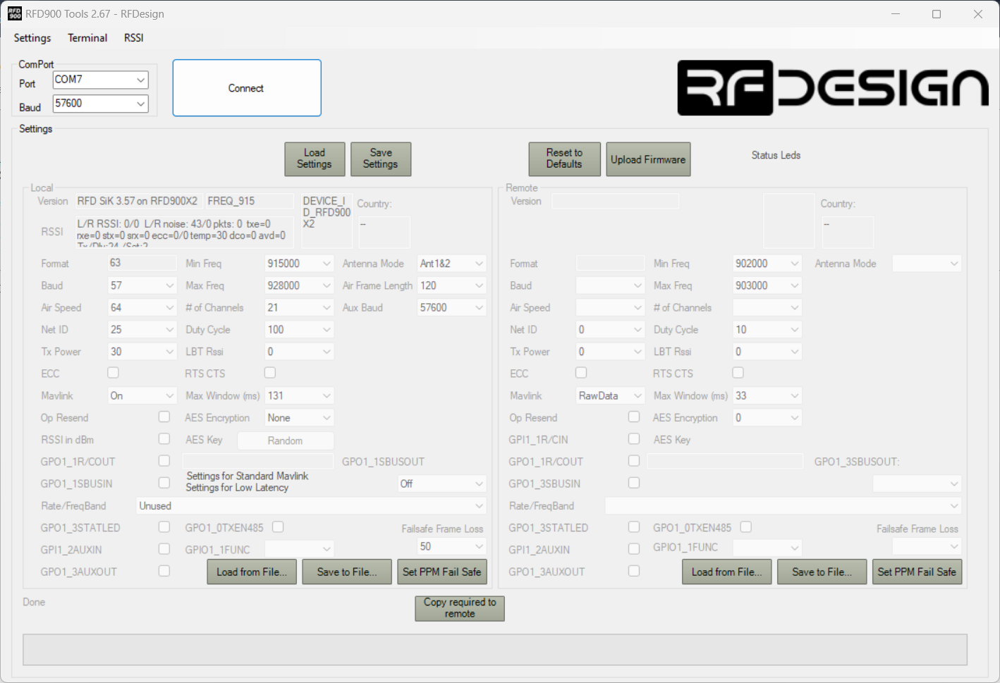 RFD900 Tools 2.67 - RFDesign
Settings Terminal RSSI
ComPort
Port COM7
Baud 57600
Connect
RFDESIGN
Settings
Load Settings
Save Settings
Reset to Defaults
Upload Firmware
Status Leds
Local
Version RFD SiK 3.57 on RFD900X2 FREQ_915
DEVICE_I
D_RFD900
X2
Country:
--
RSSI
L/R RSSI: 0/0 L/R noise: 43/0 pkts: 0 txe=0
rxe=0 stx=0 srx=0 ecc=0/0 temp=30 dco=0 avd=0
Format 63 Min Freq 915000 Antenna Mode Ant1&2
Baud 57 Max Freq 928000 Air Frame Length 120
Air Speed 64 # of Channels 21 Aux Baud 57600
Net ID 25 Duty Cycle 100
Tx Power 30 LBT Rssi 0
ECC RTS CTS
Mavlink On Max Window (ms) 131
Op Resend AES Encryption None
RSSI in dBm AES Key Random
GPO1_1R/COUT GPO1_1SBUSOUT
GPO1_1SBUSIN
Settings for Standard Mavlink
Settings for Low Latency
Off
Rate/FreqBand Unused
GPO1_3STATLED GPO1_0TXEN485 Failsafe Frame Loss
GPI1_2AUXIN GPIO1_1FUNC 50
GPO1_3AUXOUT Load from File... Save to File... Set PPM Fail Safe
Remote
Version
Country:
--
Format Min Freq 902000 Antenna Mode
Baud Max Freq 903000
Air Speed # of Channels
Net ID 0 Duty Cycle 10
Tx Power 0 LBT Rssi 0
ECC RTS CTS
Mavlink RawData Max Window (ms) 33
Op Resend AES Encryption 0
GPI1_1R/CIN AES Key
GPO1_1R/COUT GPO1_3SBUSOUT:
GPO1_3SBUSIN
Rate/FreqBand
GPO1_3STATLED GPO1_0TXEN485 Failsafe Frame Loss
GPI1_2AUXIN GPIO1_1FUNC
GPO1_3AUXOUT Load from File... Save to File... Set PPM Fail Safe
Done
Copy required to
remote